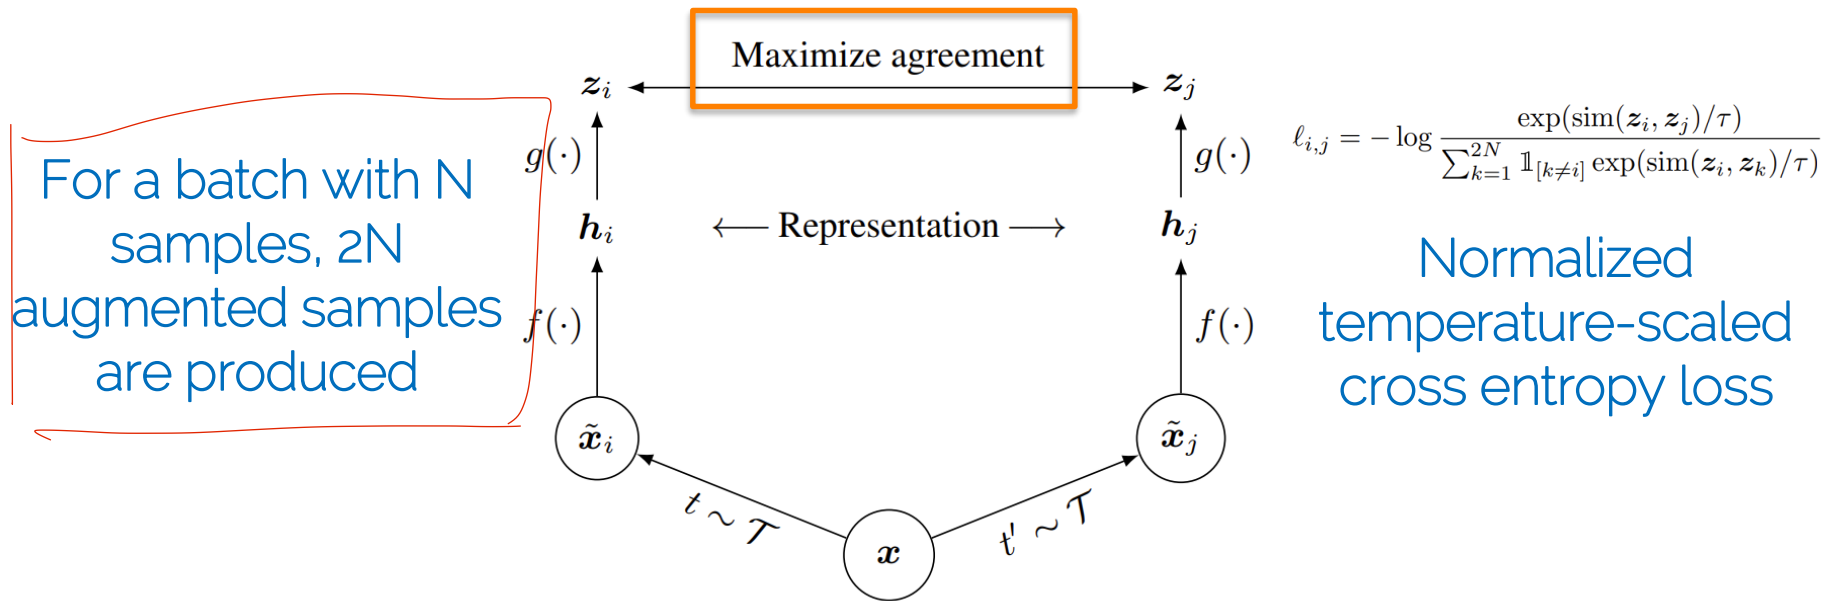 Maximize agreement
z_i
z_j
g(·)
g(·)
ℓ_{i,j} = − log exp(sim(z_i, z_j)/τ) / ∑_{k=1}^{2N} 𝟙_{[k≠i]} exp(sim(z_i, z_k)/τ)
For a batch with N
samples, 2N
augmented samples
are produced
h_i
← Representation →
h_j
f(·)
f(·)
Normalized
temperature-scaled
cross entropy loss
x̃_i
x̃_j
t ∼ 𝒯
t′ ∼ 𝒯
x